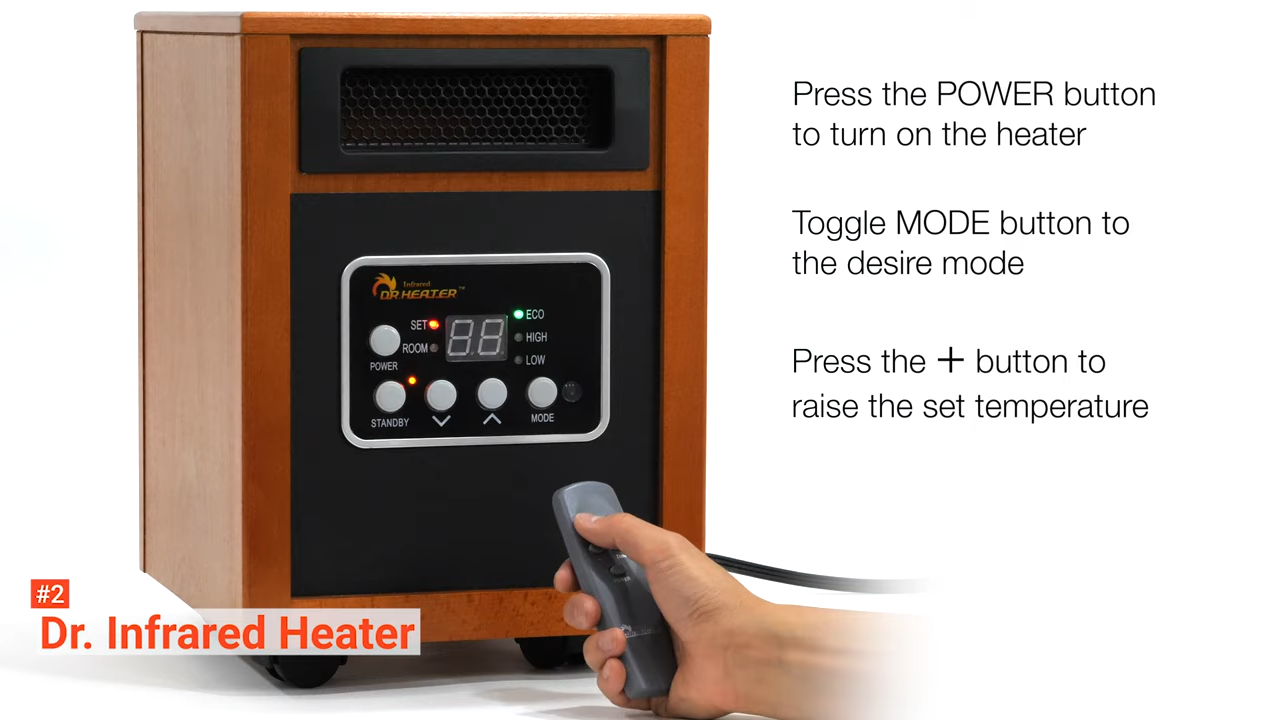 Press the POWER button
to turn on the heater
Toggle MODE button to
the desire mode
Press the + button to
raise the set temperature
Infrared
DR.HEATER™
SET
ECO
ROOM
HIGH
POWER
LOW
STANDBY
MODE
#2
Dr. Infrared Heater